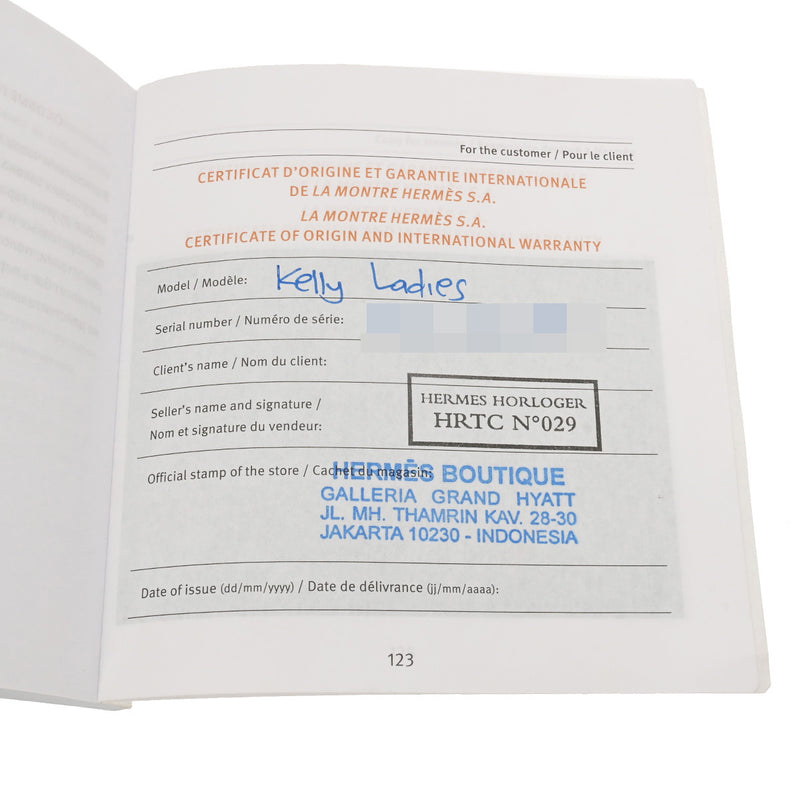 For the customer / Pour le client
CERTIFICAT D'ORIGINE ET GARANTIE INTERNATIONALE
DE LA MONTRE HERMÈS S.A.
LA MONTRE HERMÈS S.A.
CERTIFICATE OF ORIGIN AND INTERNATIONAL WARRANTY
Model / Modèle: Kelly Ladies
Serial number / Numéro de série:
Client's name / Nom du client:
Seller's name and signature /
Nom et signature du vendeur:
HERMES HORLOGER
HRTC N°029
Official stamp of the store / Cachet du magasin:
HERMÈS BOUTIQUE
GALLERIA GRAND HYATT
JL. MH. THAMRIN KAV. 28-30
JAKARTA 10230 - INDONESIA
Date of issue (dd/mm/yyyy) / Date de délivrance (jj/mm/aaaa):
123